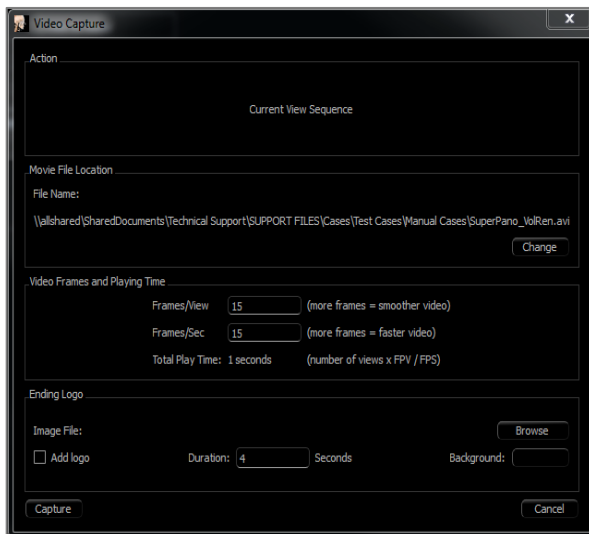 Video Capture
X
Action
Current View Sequence
Movie File Location
File Name:
\\allshared\SharedDocuments\Technical Support\SUPPORT FILES\Cases\Test Cases\Manual Cases\SuperPano_VolRen.avi
Change
Video Frames and Playing Time
Frames/View 15 (more frames = smoother video)
Frames/Sec 15 (more frames = faster video)
Total Play Time: 1 seconds (number of views x FPV / FPS)
Ending Logo
Image File: Browse
Add logo Duration: 4 Seconds Background:
Capture Cancel